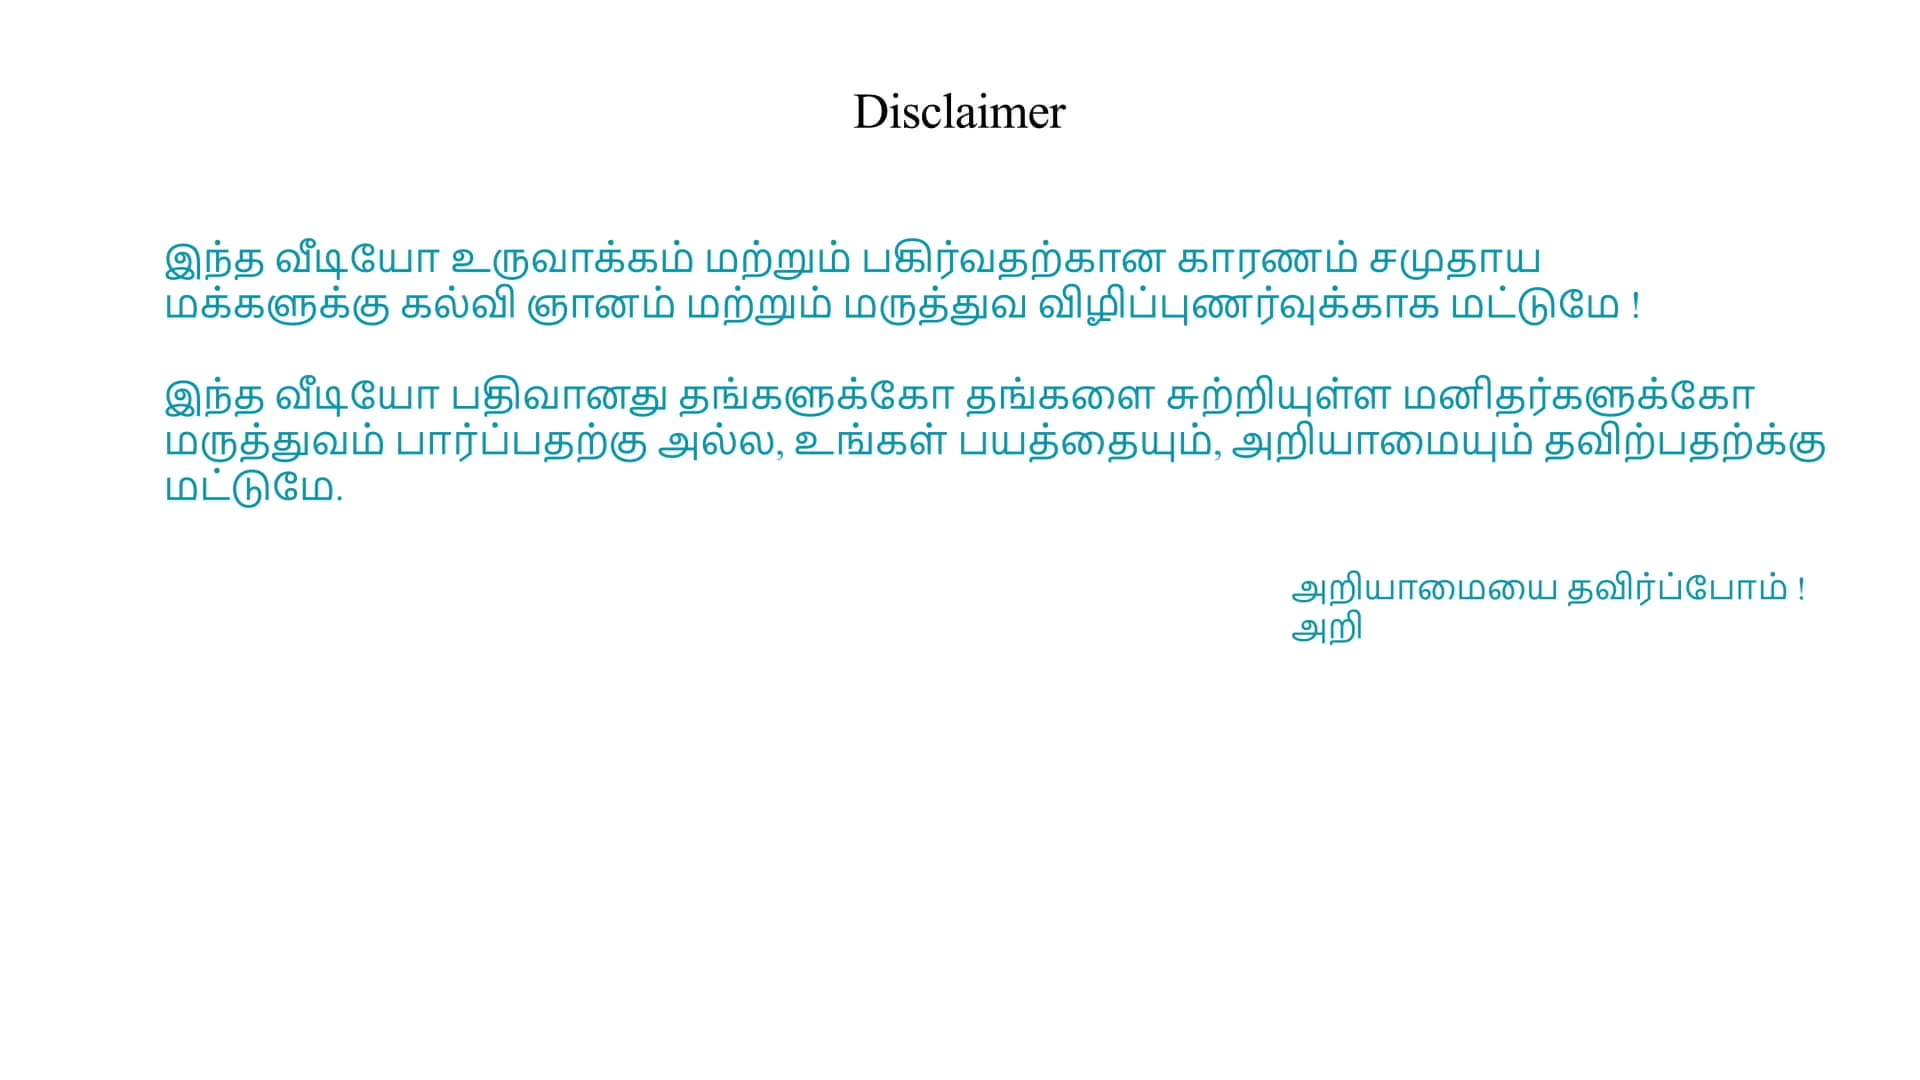 Disclaimer
இந்த வீடியோ உருவாக்கம் மற்றும் பகிர்வதற்கான காரணம் சமுதாய
மக்களுக்கு கல்வி ஞானம் மற்றும் மருத்துவ விழிப்புணர்வுக்காக மட்டுமே !
இந்த வீடியோ பதிவானது தங்களுக்கோ தங்களை சுற்றியுள்ள மனிதர்களுக்கோ
மருத்துவம் பார்ப்பதற்கு அல்ல, உங்கள் பயத்தையும், அறியாமையும் தவிற்பதற்க்கு
மட்டுமே.
அறியாமையை தவிர்ப்போம் !
அறி